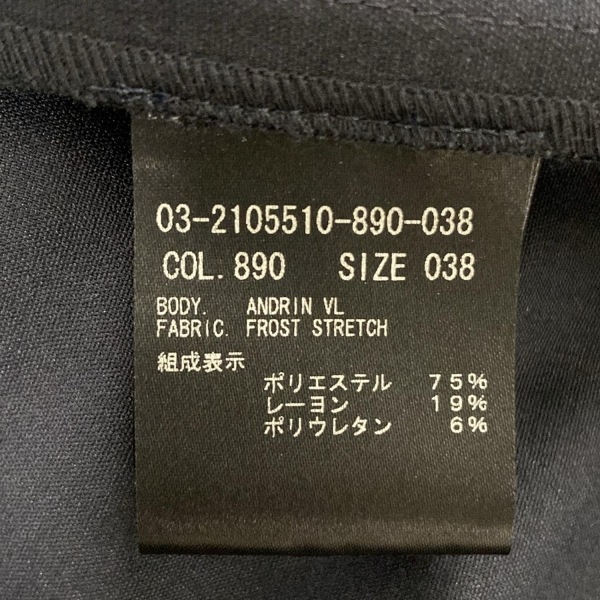 03-2105510-890-038
COL. 890 SIZE 038
BODY. ANDRIN VL
FABRIC. FROST STRETCH
組成表示
ポリエステル 75%
レーヨン 19%
ポリウレタン 6%